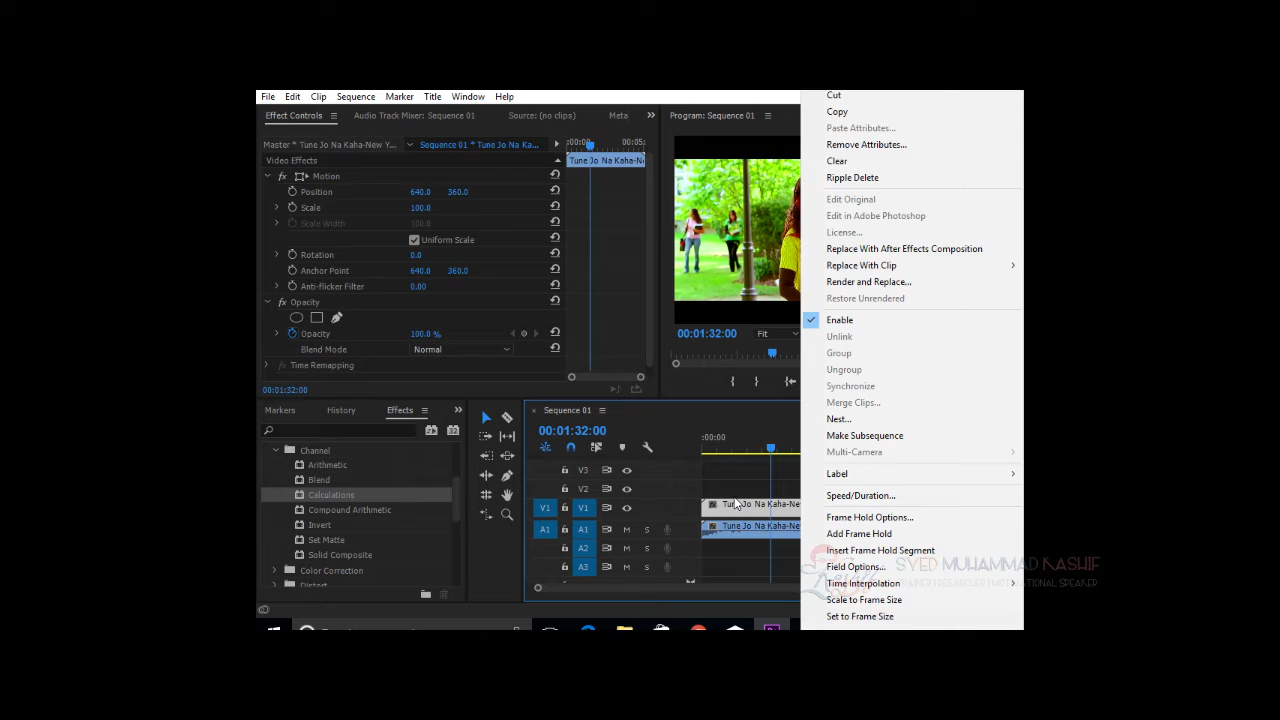 File Edit Clip Sequence Marker Title Window Help
Effect Controls Audio Track Mixer: Sequence 01 Source: (no clips) Meta
Master * Tune Jo Na Kaha-New Y... Sequence 01 * Tune Jo Na Ka...
:00:00 00:05:
Tune Jo Na Kaha-Ne
Video Effects
fx Motion
Position 640.0 360.0
Scale 100.0
Scale Width 100.0
Uniform Scale
Rotation 0.0
Anchor Point 640.0 360.0
Anti-flicker Filter 0.00
fx Opacity
Opacity 100.0 %
Blend Mode Normal
fx Time Remapping
00:01:32:00
Program: Sequence 01
00:01:32:00 Fit
Markers History Effects
32
Channel
Arithmetic
Blend
Calculations
Compound Arithmetic
Invert
Set Matte
Solid Composite
Color Correction
Distort
Sequence 01
00:01:32:00
:00:00
V3
V2
V1 V1
A1 A1 M S
A2 M S
A3 M S
Tune Jo Na Kaha-Ne
Tune Jo Na Kaha-Ne
Cut
Copy
Paste Attributes...
Remove Attributes...
Clear
Ripple Delete
Edit Original
Edit in Adobe Photoshop
License...
Replace With After Effects Composition
Replace With Clip
Render and Replace...
Restore Unrendered
Enable
Unlink
Group
Ungroup
Synchronize
Merge Clips...
Nest...
Make Subsequence
Multi-Camera
Label
Speed/Duration...
Frame Hold Options...
Add Frame Hold
Insert Frame Hold Segment
Field Options...
Time Interpolation
Scale to Frame Size
Set to Frame Size
Kashif
SYED MUHAMMAD KASHIF